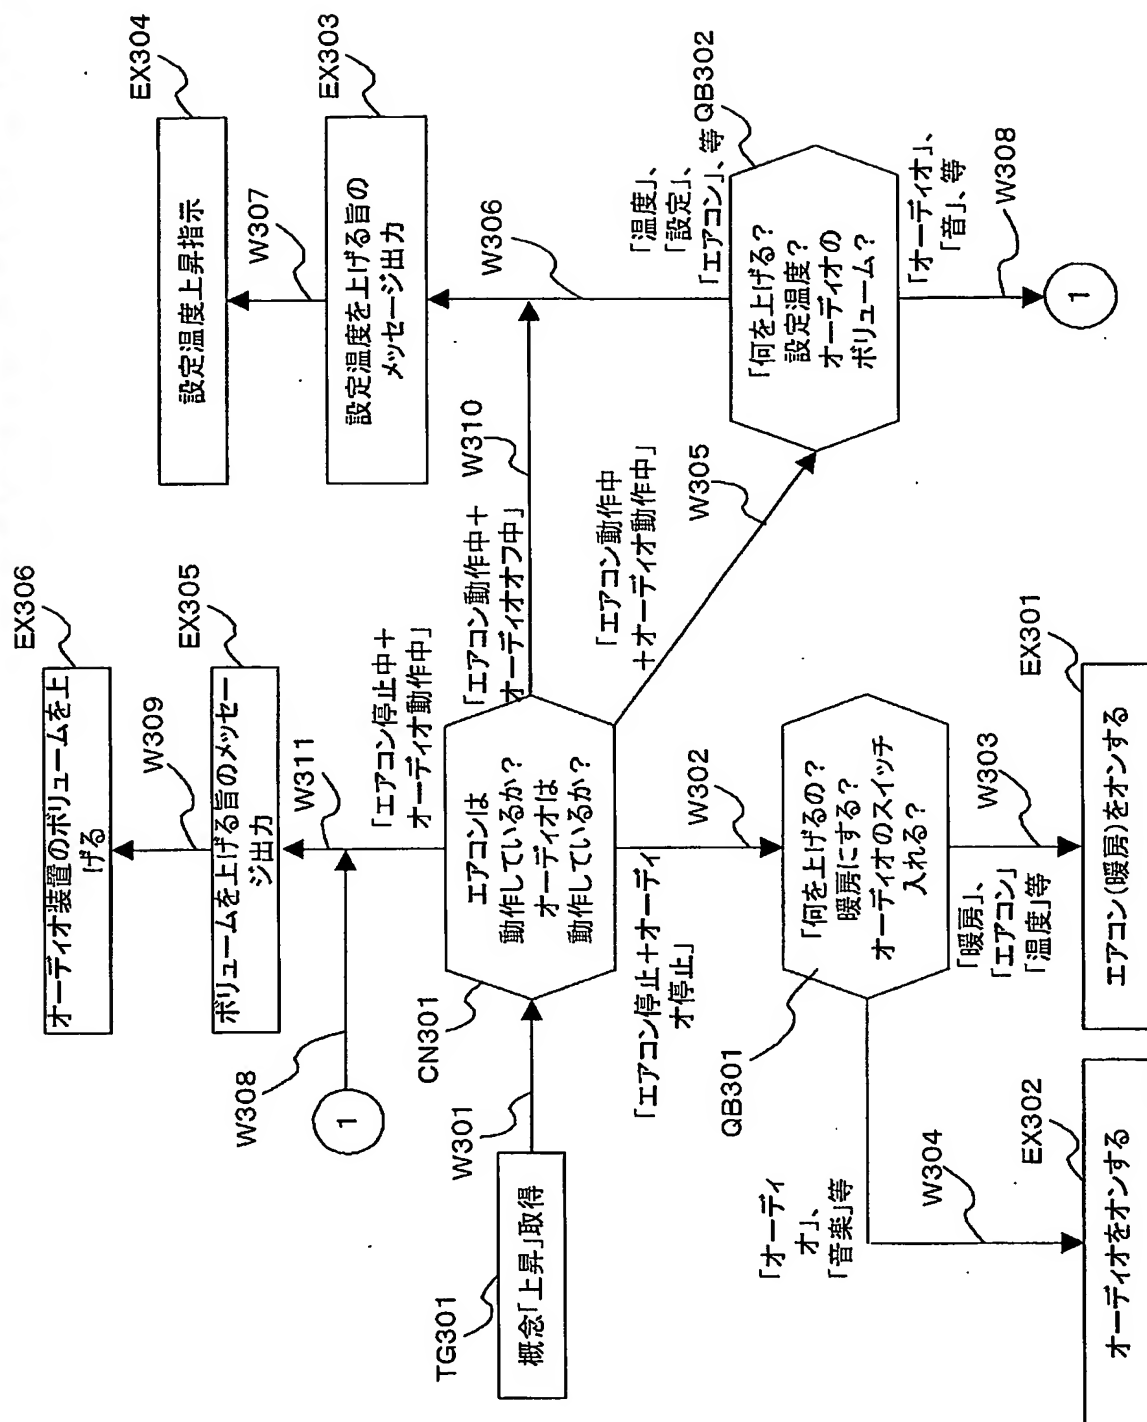 TG301
概念「上昇」取得
W301
CN301
エアコンは
動作しているか?
オーディオは
動作しているか?
W308
1
「エアコン停止中+
オーディオ動作中」
W311
EX305
ボリュームを上げる旨のメッセー
ジ出力
W309
EX306
オーディオ装置のボリュームを上
げる
「エアコン動作中+
オーディオオフ中」
W310
「エアコン動作中
+オーディオ動作中」
W305
「エアコン停止+オーディ
オ停止」
W302
QB301
「何を上げるの?
暖房にする?
オーディオのスイッチ
入れる?
「オーディ
オ」、
「音楽」等
W304
EX302
オーディオをオンする
「暖房」、
「エアコン」
「温度」等
W303
EX301
エアコン(暖房)をオンする
QB302
「何を上げる?
設定温度?
オーディオの
ボリューム?
「温度」、
「設定」、
「エアコン」、等
W306
EX303
設定温度を上げる旨の
メッセージ出力
W307
EX304
設定温度上昇指示
「オーディオ」、
「音」、等
W308
1